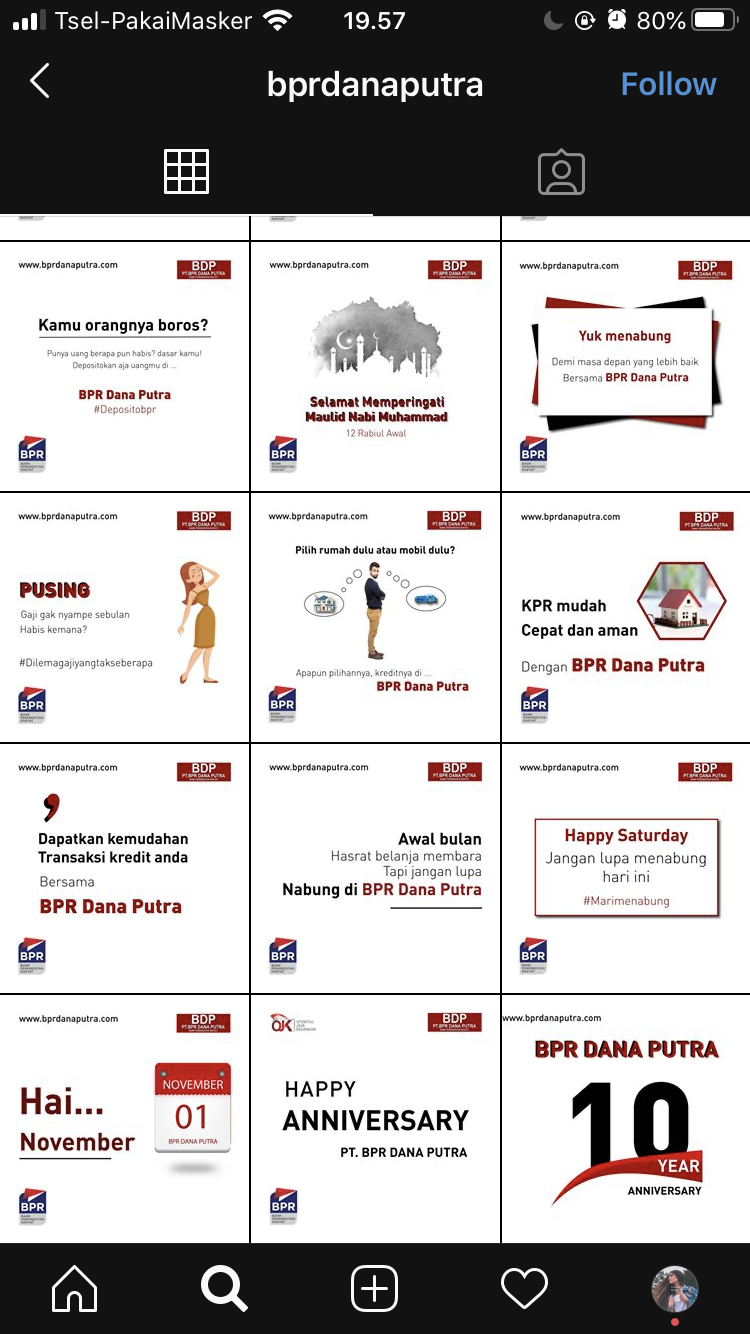 Tsel-PakaiMasker
19.57
80%
bprdanaputra
Follow
www.bprdanaputra.com
BDP
PT.BPR DANA PUTRA
Kamu orangnya boros?
Punya uang berapa pun habis? dasar kamu!
Depositokan aja uangmu di ...
BPR Dana Putra
#Depositobpr
BPR
www.bprdanaputra.com
BDP
PT.BPR DANA PUTRA
Selamat Memperingati
Maulid Nabi Muhammad
12 Rabiul Awal
BPR
www.bprdanaputra.com
BDP
PT.BPR DANA PUTRA
Yuk menabung
Demi masa depan yang lebih baik
Bersama BPR Dana Putra
BPR
www.bprdanaputra.com
BDP
PT.BPR DANA PUTRA
PUSING
Gaji gak nyampe sebulan
Habis kemana?
#Dilemagajiyangtakseberapa
BPR
www.bprdanaputra.com
BDP
PT.BPR DANA PUTRA
Pilih rumah dulu atau mobil dulu?
Apapun pilihannya, kreditnya di ...
BPR Dana Putra
BPR
www.bprdanaputra.com
BDP
PT.BPR DANA PUTRA
KPR mudah
Cepat dan aman
Dengan BPR Dana Putra
BPR
www.bprdanaputra.com
BDP
PT.BPR DANA PUTRA
,
Dapatkan kemudahan
Transaksi kredit anda
Bersama
BPR Dana Putra
BPR
www.bprdanaputra.com
BDP
PT.BPR DANA PUTRA
Awal bulan
Hasrat belanja membara
Tapi jangan lupa
Nabung di BPR Dana Putra
BPR
www.bprdanaputra.com
BDP
PT.BPR DANA PUTRA
Happy Saturday
Jangan lupa menabung
hari ini
#Marimenabung
BPR
www.bprdanaputra.com
BDP
PT.BPR DANA PUTRA
Hai...
November
NOVEMBER
01
BPR DANA PUTRA
BPR
OJK
OTORITAS
JASA
KEUANGAN
BDP
PT.BPR DANA PUTRA
HAPPY
ANNIVERSARY
PT. BPR DANA PUTRA
BPR
www.bprdanaputra.com
BPR DANA PUTRA
10
YEAR
ANNIVERSARY